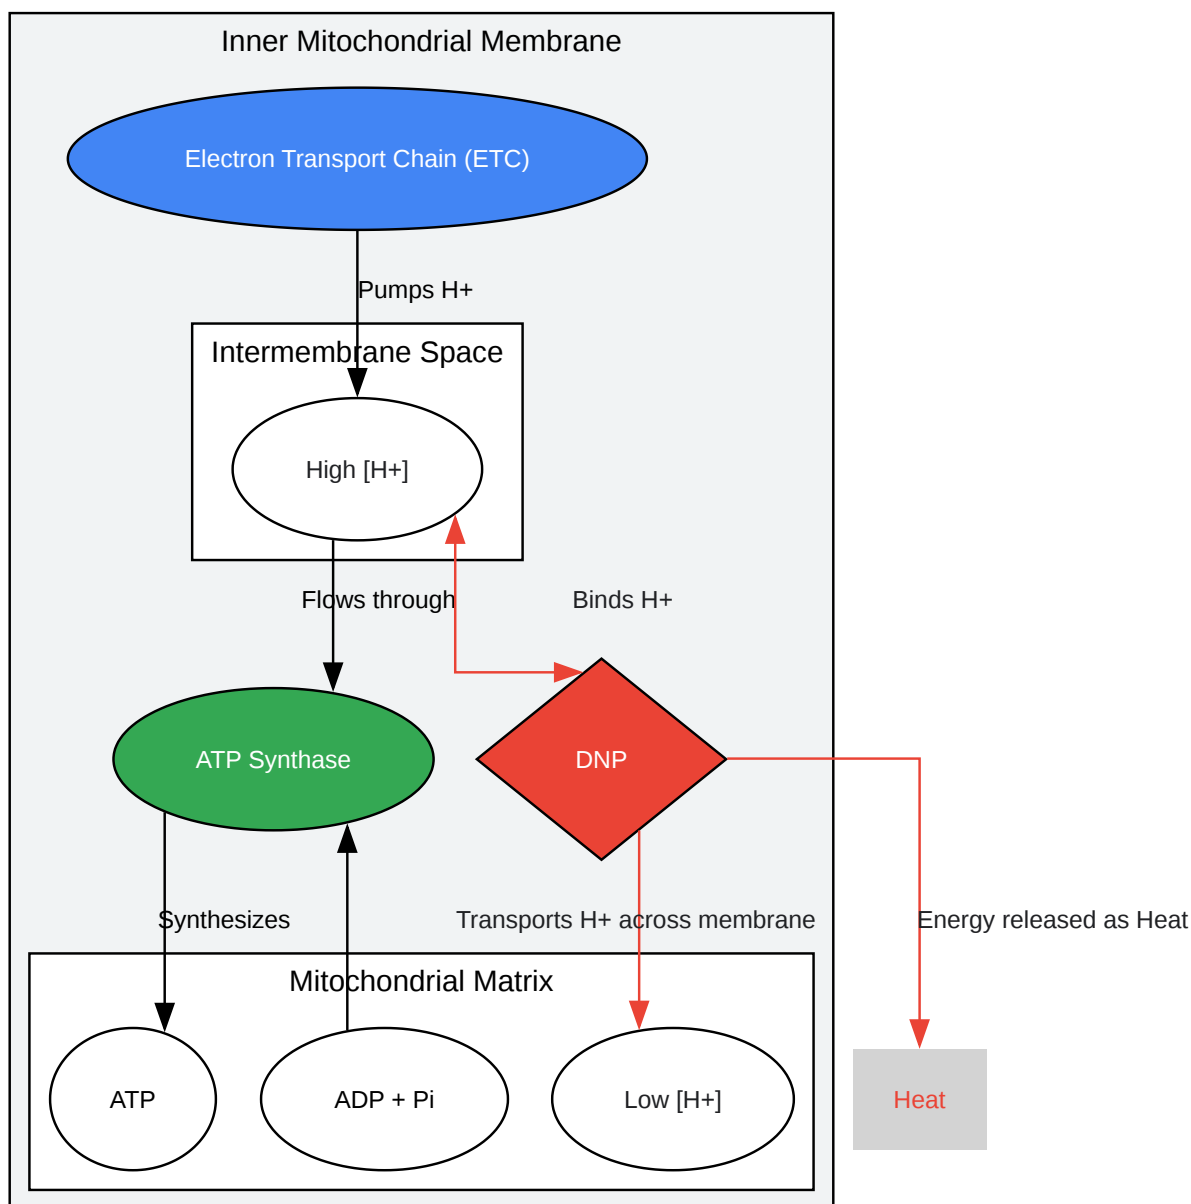 Inner Mitochondrial Membrane
Electron Transport Chain (ETC)
Pumps H+
Intermembrane Space
High [H+]
Flows through
Binds H+
ATP Synthase
DNP
Synthesizes
Transports H+ across membrane
Energy released as Heat
Mitochondrial Matrix
ATP
ADP + Pi
Low [H+]
Heat